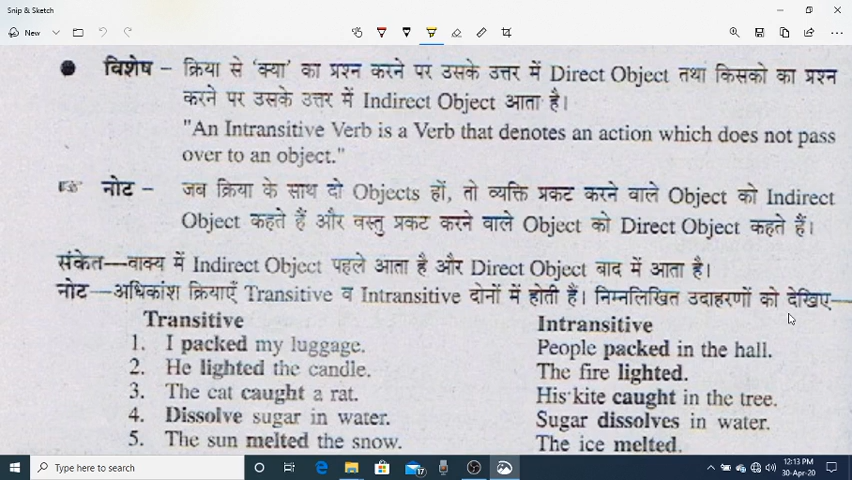 Snip & Sketch
New
● विशेष – क्रिया से 'क्या' का प्रश्न करने पर उसके उत्तर में Direct Object तथा किसको का प्रश्न
करने पर उसके उत्तर में Indirect Object आता है।
"An Intransitive Verb is a Verb that denotes an action which does not pass
over to an object."
नोट – जब क्रिया के साथ दो Objects हों, तो व्यक्ति प्रकट करने वाले Object को Indirect
Object कहते हैं और वस्तु प्रकट करने वाले Object को Direct Object कहते हैं।
संकेत—वाक्य में Indirect Object पहले आता है और Direct Object बाद में आता है।
नोट—अधिकांश क्रियाएँ Transitive व Intransitive दोनों में होती हैं। निम्नलिखित उदाहरणों को देखिए—
Transitive Intransitive
1. I packed my luggage. People packed in the hall.
2. He lighted the candle. The fire lighted.
3. The cat caught a rat. His kite caught in the tree.
4. Dissolve sugar in water. Sugar dissolves in water.
5. The sun melted the snow. The ice melted.
Type here to search
17
12:13 PM
30-Apr-20